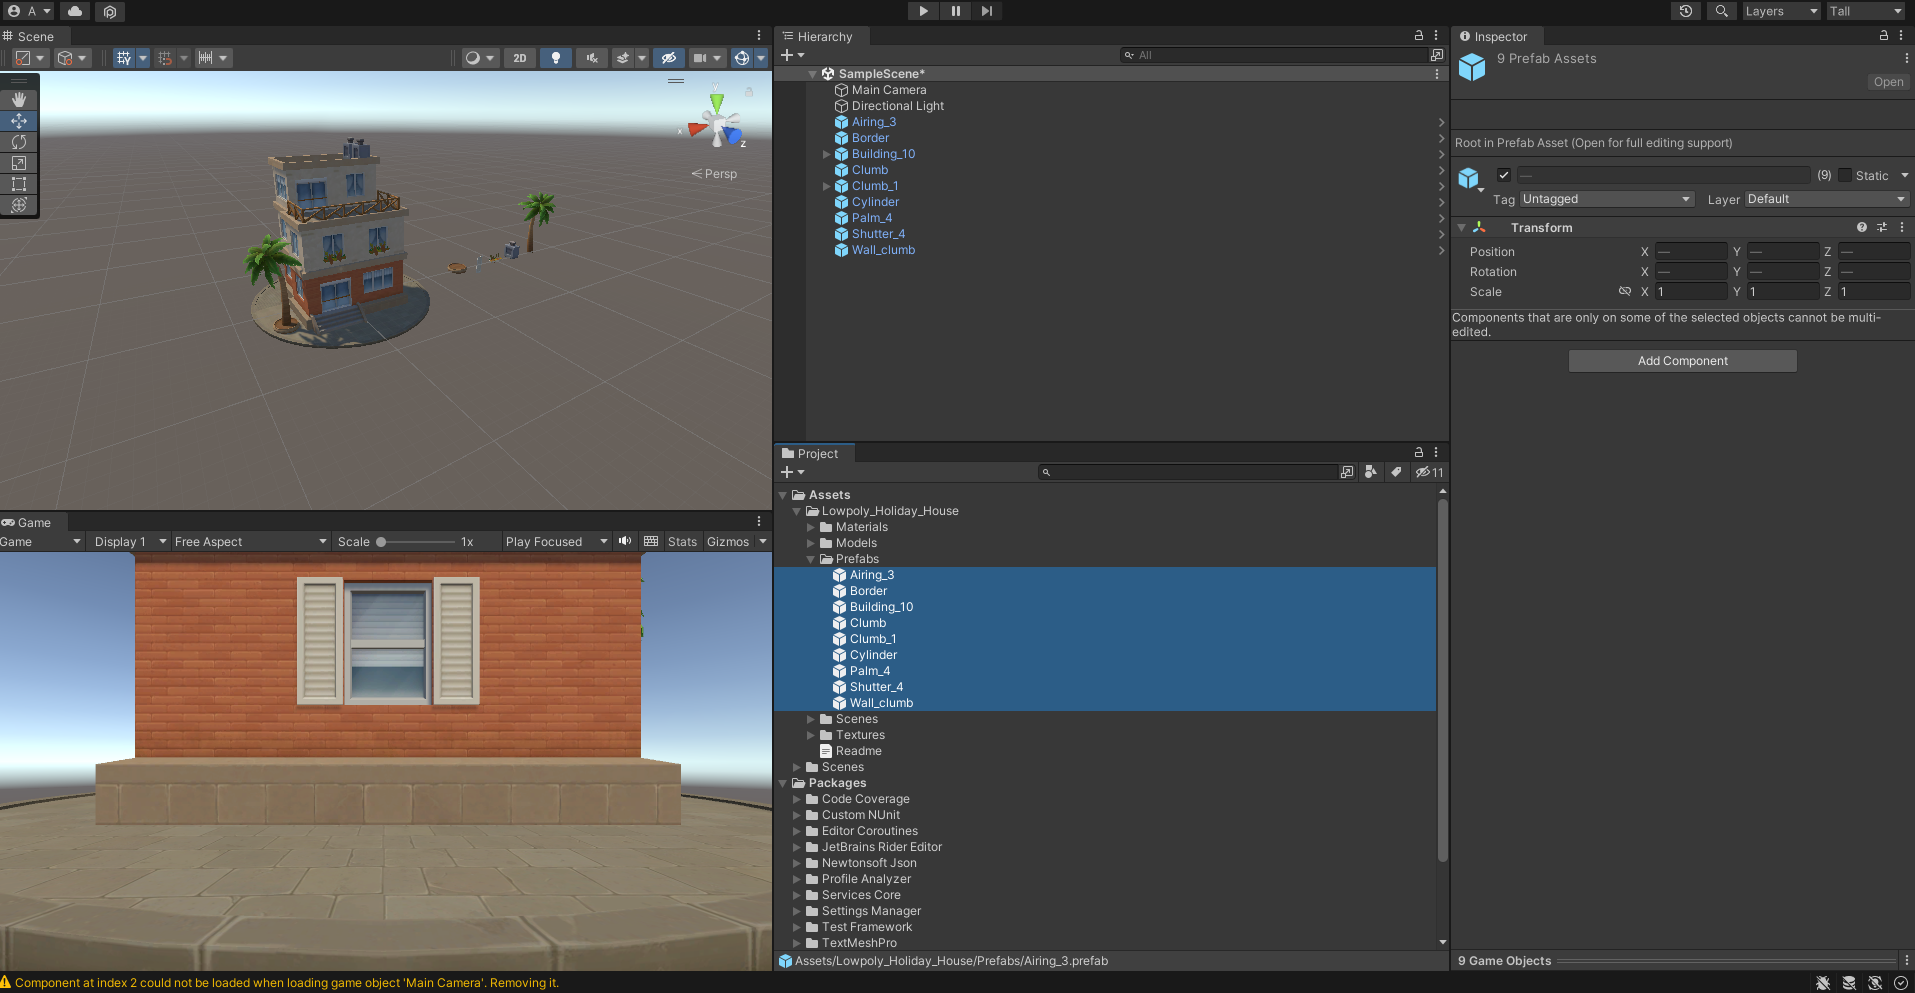 A
Layers
Tall
Scene
2D
y
x
z
Persp
Game
Game
Display 1
Free Aspect
Scale
1x
Play Focused
Stats
Gizmos
Hierarchy
All
SampleScene*
Main Camera
Directional Light
Airing_3
Border
Building_10
Clumb
Clumb_1
Cylinder
Palm_4
Shutter_4
Wall_clumb
Project
11
Assets
Lowpoly_Holiday_House
Materials
Models
Prefabs
Airing_3
Border
Building_10
Clumb
Clumb_1
Cylinder
Palm_4
Shutter_4
Wall_clumb
Scenes
Textures
Readme
Scenes
Packages
Code Coverage
Custom NUnit
Editor Coroutines
JetBrains Rider Editor
Newtonsoft Json
Profile Analyzer
Services Core
Settings Manager
Test Framework
TextMeshPro
Assets/Lowpoly_Holiday_House/Prefabs/Airing_3.prefab
Inspector
9 Prefab Assets
Open
Root in Prefab Asset (Open for full editing support)
— (9) Static
Tag Untagged Layer Default
Transform
Position X — Y — Z —
Rotation X — Y — Z —
Scale X 1 Y 1 Z 1
Components that are only on some of the selected objects cannot be multi-
edited.
Add Component
9 Game Objects
Component at index 2 could not be loaded when loading game object 'Main Camera'. Removing it.